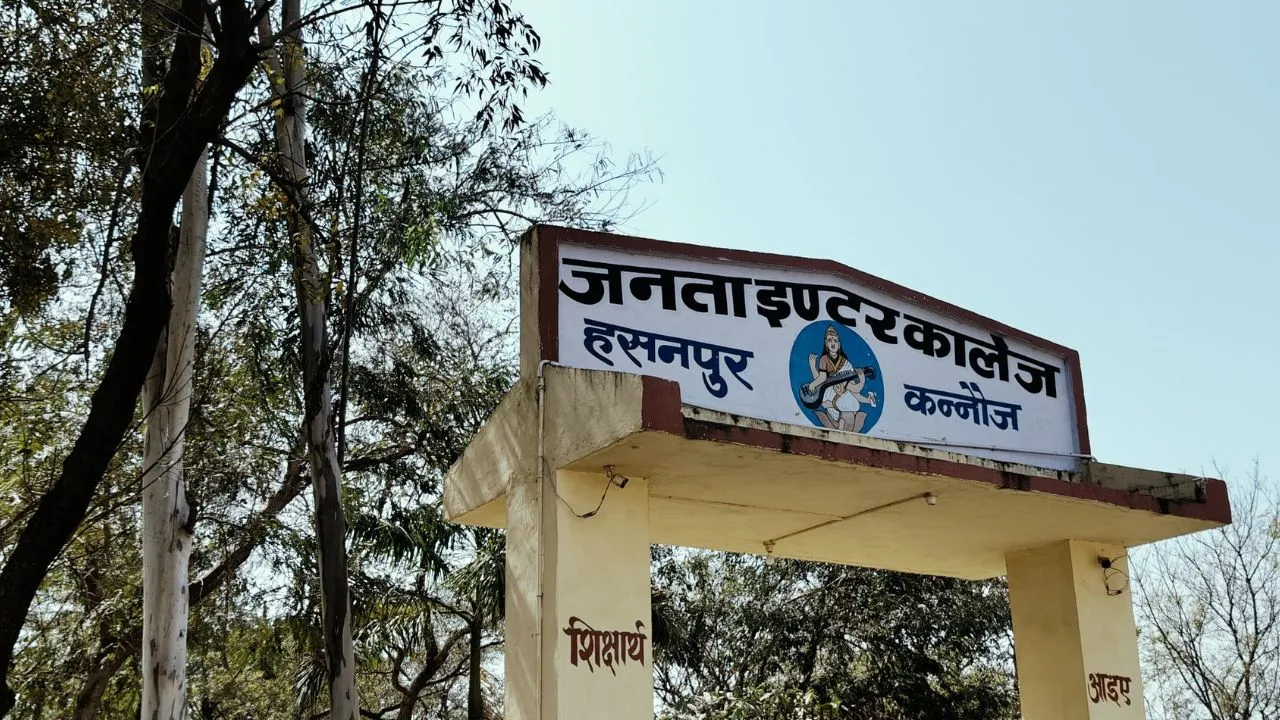 जनता इण्टर कालेज
हसनपुर कन्नौज
शिक्षार्थ
आइए